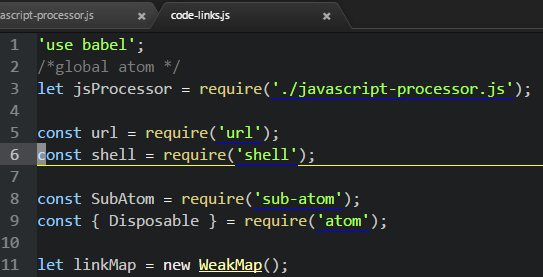 ascript-processor.js × code-links.js ×
1 'use babel';
2 /*global atom */
3 let jsProcessor = require('./javascript-processor.js');
4
5 const url = require('url');
6 const shell = require('shell');
7
8 const SubAtom = require('sub-atom');
9 const { Disposable } = require('atom');
10
11 let linkMap = new WeakMap();